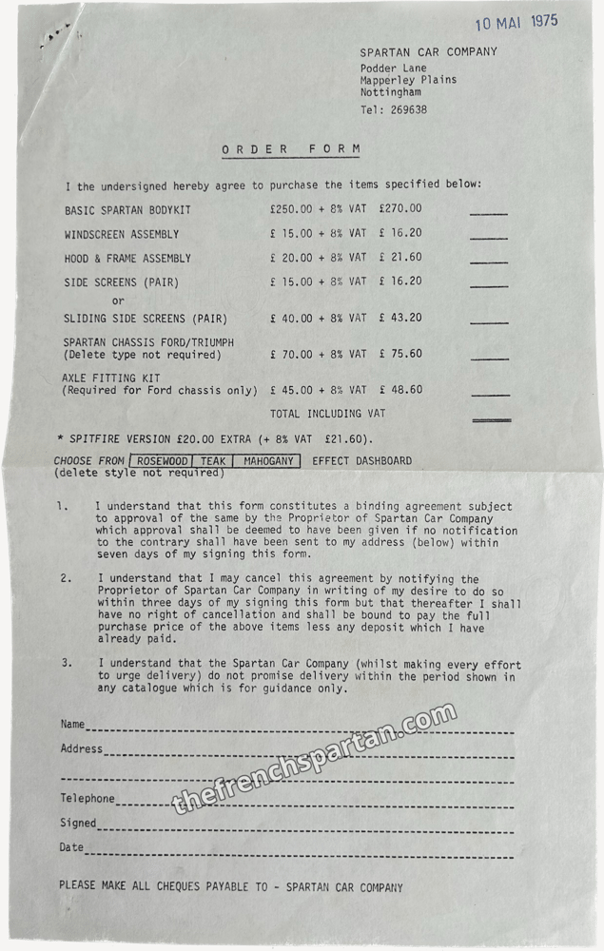 10 MAI 1975
SPARTAN CAR COMPANY
Podder Lane
Mapperley Plains
Nottingham
Tel: 269638
ORDER FORM
I the undersigned hereby agree to purchase the items specified below:
BASIC SPARTAN BODYKIT £250.00 + 8% VAT £270.00
WINDSCREEN ASSEMBLY £ 15.00 + 8% VAT £ 16.20
HOOD & FRAME ASSEMBLY £ 20.00 + 8% VAT £ 21.60
SIDE SCREENS (PAIR) £ 15.00 + 8% VAT £ 16.20
or
SLIDING SIDE SCREENS (PAIR) £ 40.00 + 8% VAT £ 43.20
SPARTAN CHASSIS FORD/TRIUMPH
(Delete type not required) £ 70.00 + 8% VAT £ 75.60
AXLE FITTING KIT
(Required for Ford chassis only) £ 45.00 + 8% VAT £ 48.60
TOTAL INCLUDING VAT
* SPITFIRE VERSION £20.00 EXTRA (+ 8% VAT £21.60).
CHOOSE FROM ROSEWOOD TEAK MAHOGANY EFFECT DASHBOARD
(delete style not required)
1. I understand that this form constitutes a binding agreement subject
to approval of the same by the Proprietor of Spartan Car Company
which approval shall be deemed to have been given if no notification
to the contrary shall have been sent to my address (below) within
seven days of my signing this form.
2. I understand that I may cancel this agreement by notifying the
Proprietor of Spartan Car Company in writing of my desire to do so
within three days of my signing this form but that thereafter I shall
have no right of cancellation and shall be bound to pay the full
purchase price of the above items less any deposit which I have
already paid.
3. I understand that the Spartan Car Company (whilst making every effort
to urge delivery) do not promise delivery within the period shown in
any catalogue which is for guidance only.
Name
Address
Telephone
thefrenchspartan.com
Signed
Date
PLEASE MAKE ALL CHEQUES PAYABLE TO - SPARTAN CAR COMPANY